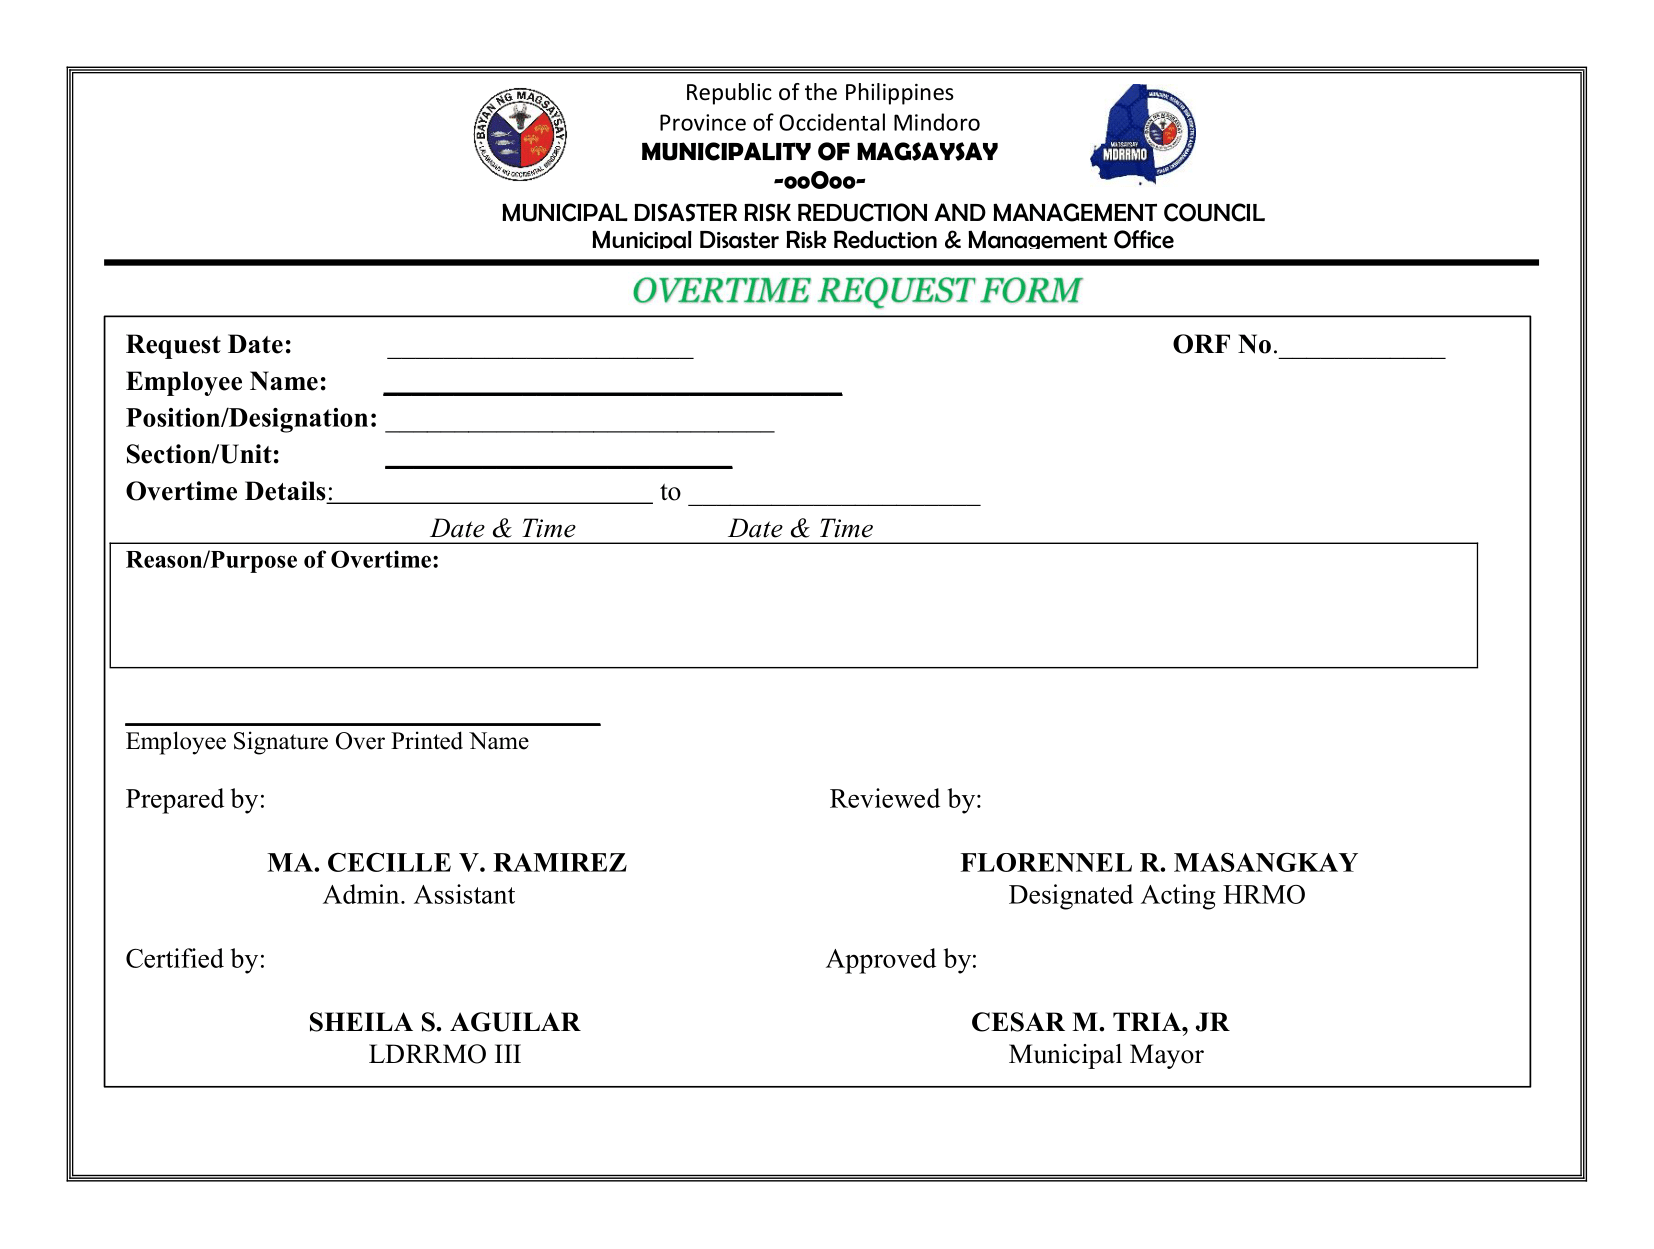 Republic of the Philippines
Province of Occidental Mindoro
MUNICIPALITY OF MAGSAYSAY
-ooOoo-
MUNICIPAL DISASTER RISK REDUCTION AND MANAGEMENT COUNCIL
Municipal Disaster Risk Reduction & Management Office
BAYAN NG MAGSAYSAY
MAGSAYSAY
MDRRMO
OVERTIME REQUEST FORM
Request Date: ______________________ ORF No.____________
Employee Name: _________________________________
Position/Designation: ____________________________
Section/Unit: _________________________
Overtime Details:_______________________ to _____________________
Date & Time Date & Time
Reason/Purpose of Overtime:
__________________________________
Employee Signature Over Printed Name
Prepared by: Reviewed by:
MA. CECILLE V. RAMIREZ FLORENNEL R. MASANGKAY
Admin. Assistant Designated Acting HRMO
Certified by: Approved by:
SHEILA S. AGUILAR CESAR M. TRIA, JR
LDRRMO III Municipal Mayor